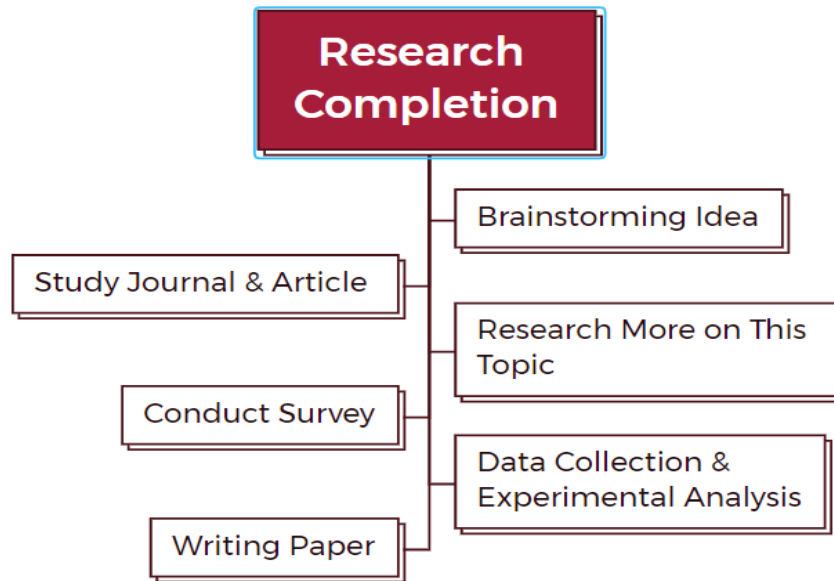 Research
Completion
Brainstorming Idea
Study Journal & Article
Research More on This
Topic
Conduct Survey
Data Collection &
Experimental Analysis
Writing Paper